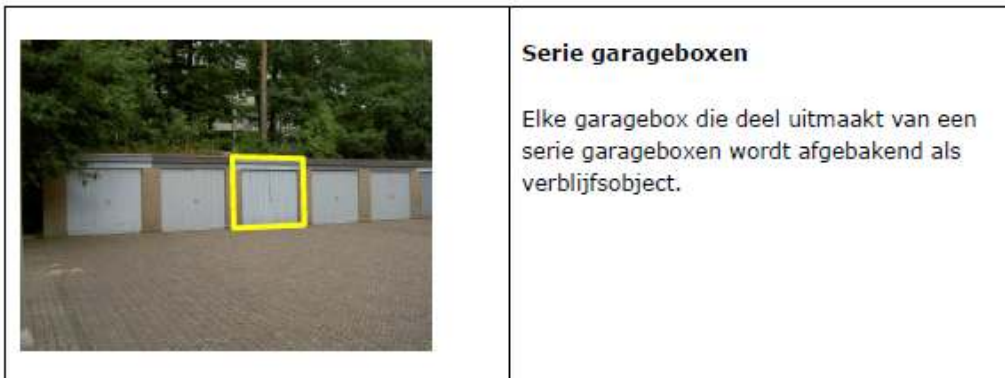 Serie garageboxen
Elke garagebox die deel uitmaakt van een
serie garageboxen wordt afgebakend als
verblijfsobject.